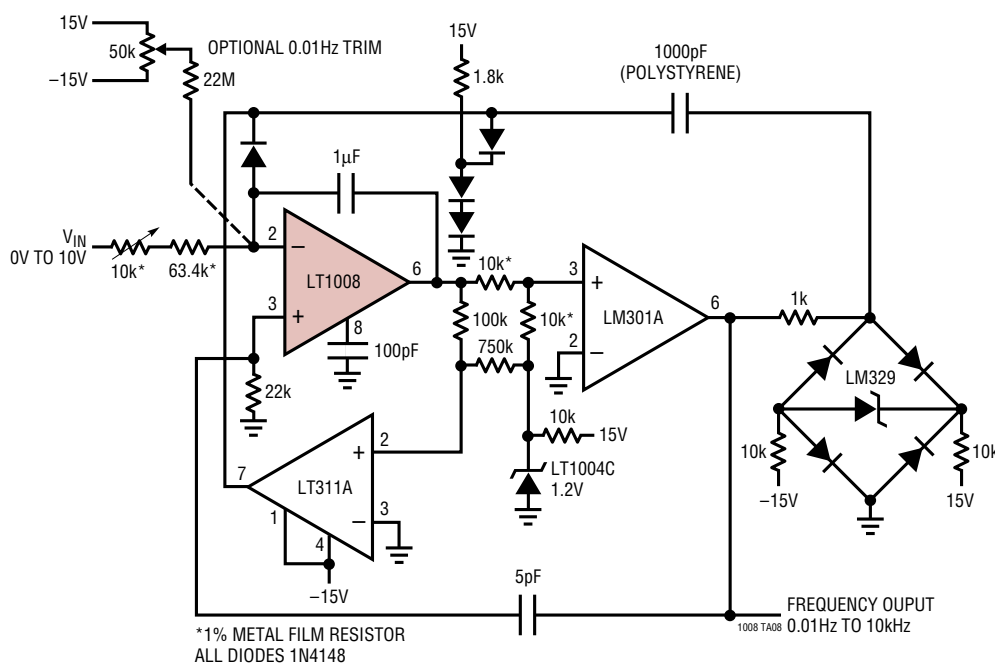 15V
50k
–15V
OPTIONAL 0.01Hz TRIM
22M
15V
1.8k
1000pF
(POLYSTYRENE)
1µF
VIN
0V TO 10V
10k*
63.4k*
2
–
LT1008
6
3
+
8
100pF
22k
10k*
100k
10k*
750k
3
+
LM301A
6
2
–
1k
LM329
10k
–15V
10k
15V
10k
15V
LT1004C
1.2V
7
LT311A
2
+
3
–
1
4
–15V
5pF
FREQUENCY OUPUT
0.01Hz TO 10kHz
1008 TA08
*1% METAL FILM RESISTOR
ALL DIODES 1N4148